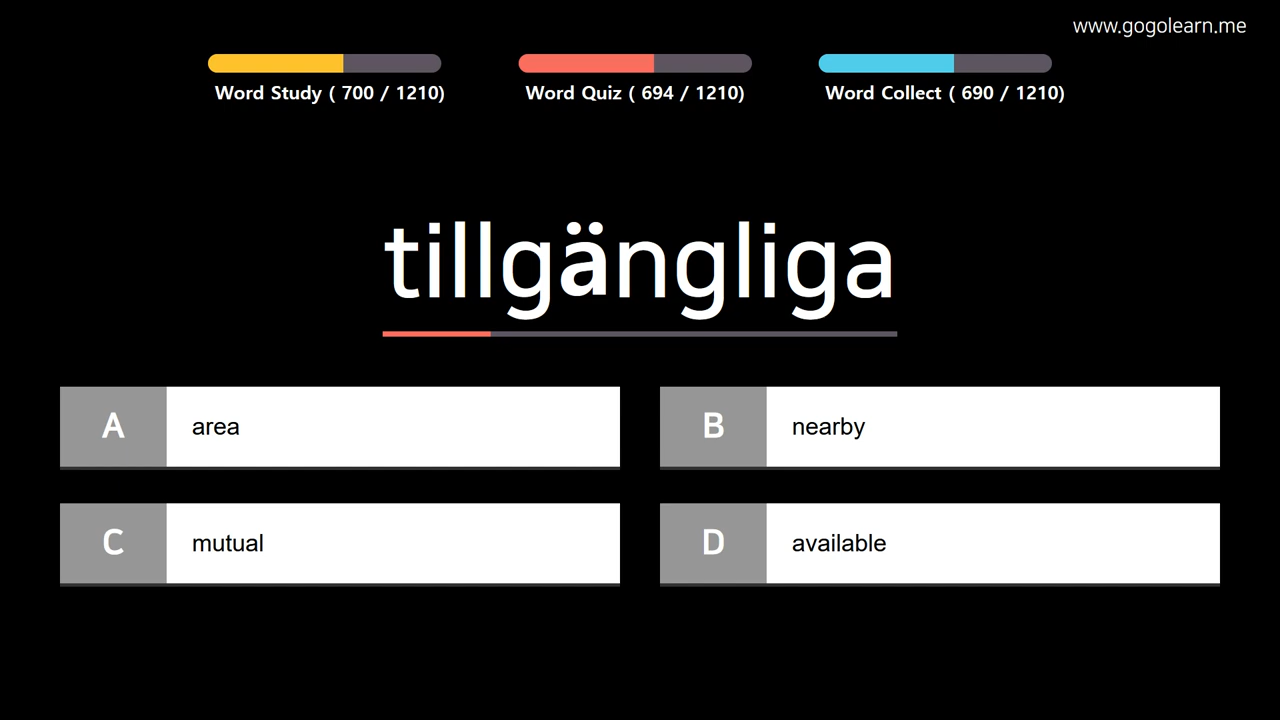 www.gogolearn.me
Word Study ( 700 / 1210)
Word Quiz ( 694 / 1210)
Word Collect ( 690 / 1210)
tillgängliga
A area
B nearby
C mutual
D available